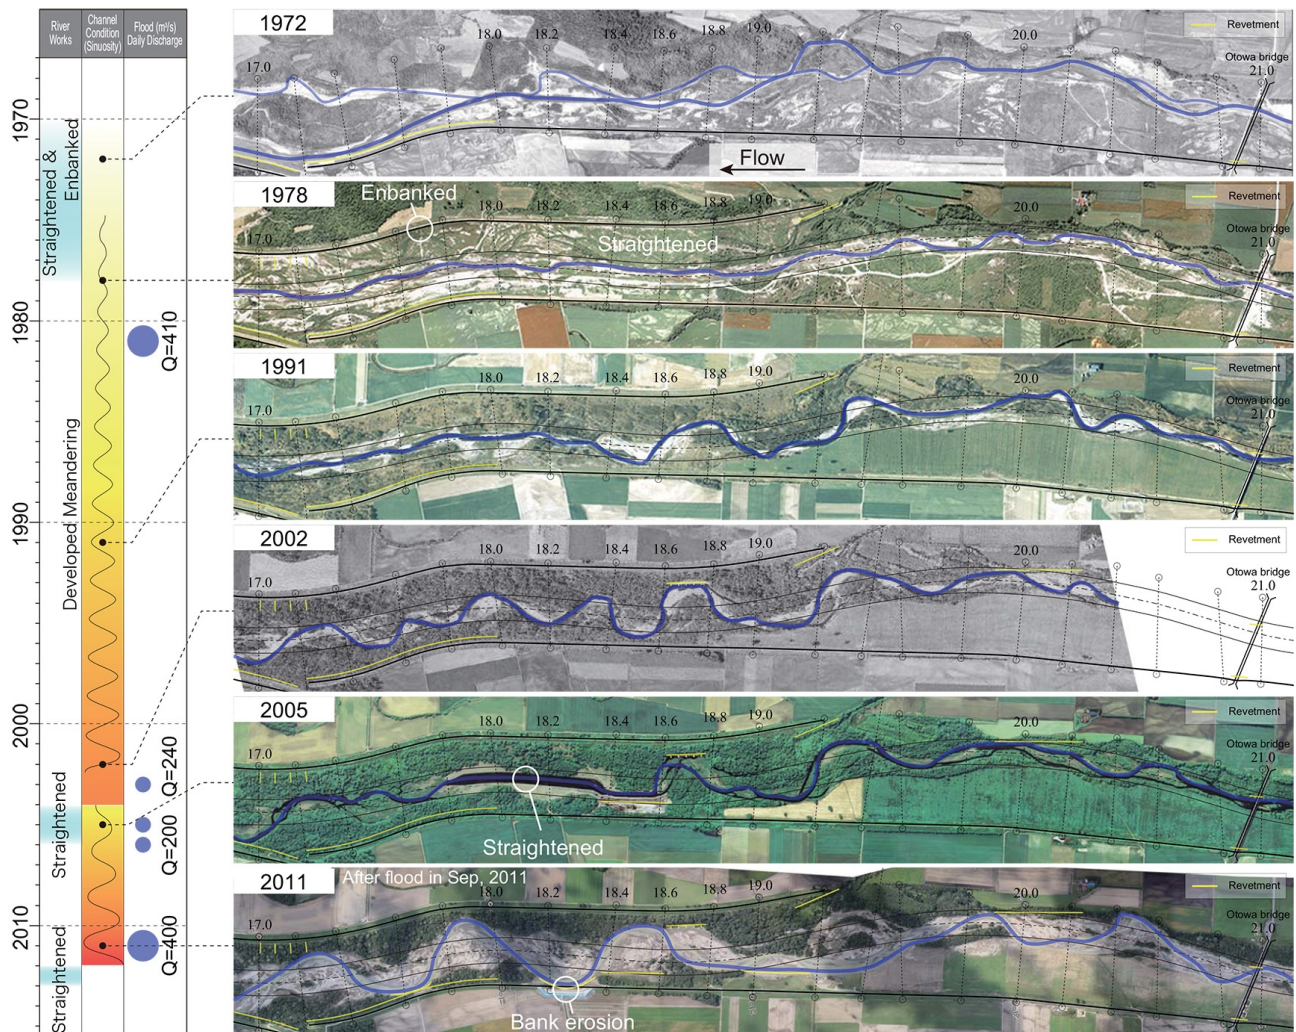 River
Works
Channel
Condition
(Sinuosity)
Flood (m³/s)
Daily Discharge
1970
1980
1990
2000
2010
Straightened &
Enbanked
Developed Meandering
Straightened
Straightened
Q=410
Q=240
Q=200
Q=400
1972
17.0
18.0
18.2
18.4
18.6
18.8
19.0
20.0
Revetment
Otowa bridge
21.0
Flow
1978
Enbanked
17.0
18.0
18.2
18.4
18.6
18.8
19.0
20.0
Straightened
Revetment
Otowa bridge
21.0
1991
17.0
18.0
18.2
18.4
18.6
18.8
19.0
20.0
Revetment
Otowa bridge
21.0
2002
17.0
18.0
18.2
18.4
18.6
18.8
19.0
20.0
Revetment
Otowa bridge
21.0
2005
17.0
18.0
18.2
18.4
18.6
18.8
19.0
20.0
Revetment
Otowa bridge
21.0
Straightened
2011
After flood in Sep, 2011
17.0
18.0
18.2
18.4
18.6
18.8
19.0
20.0
Revetment
Otowa bridge
21.0
Bank erosion